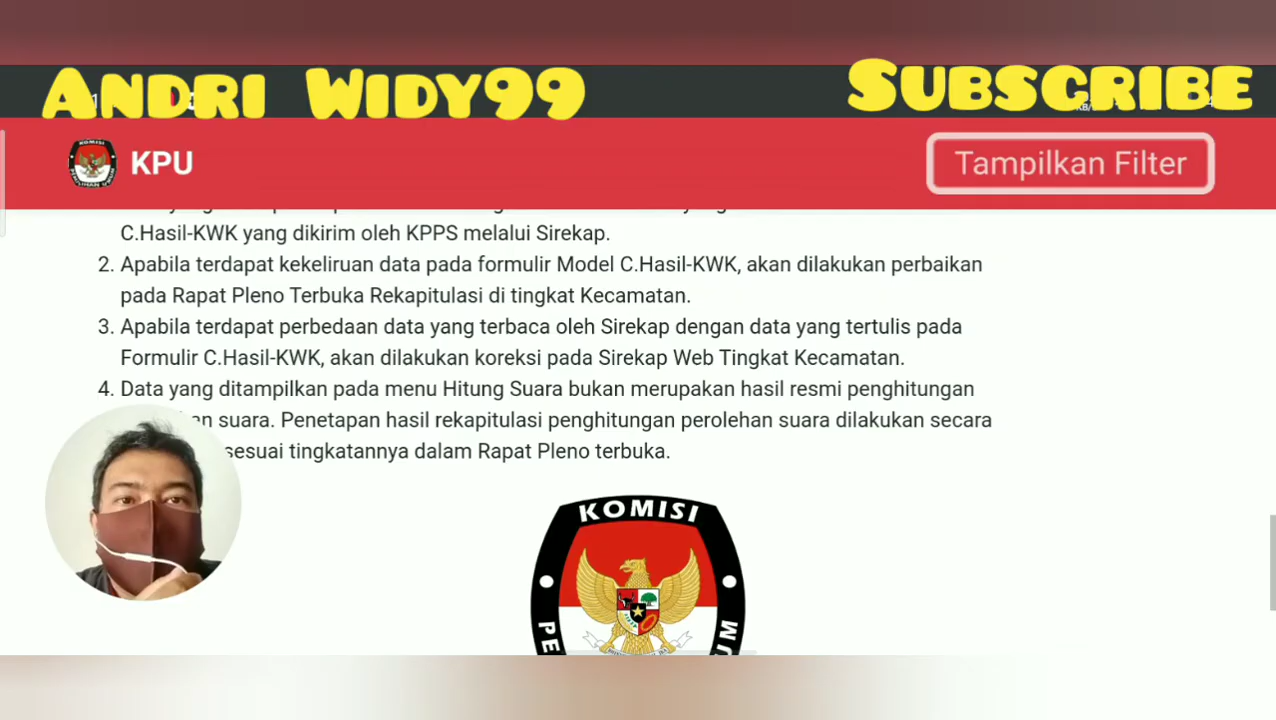 Andri Widy99
Subscribe
KPU
Tampilkan Filter
C.Hasil-KWK yang dikirim oleh KPPS melalui Sirekap.
2. Apabila terdapat kekeliruan data pada formulir Model C.Hasil-KWK, akan dilakukan perbaikan
pada Rapat Pleno Terbuka Rekapitulasi di tingkat Kecamatan.
3. Apabila terdapat perbedaan data yang terbaca oleh Sirekap dengan data yang tertulis pada
Formulir C.Hasil-KWK, akan dilakukan koreksi pada Sirekap Web Tingkat Kecamatan.
4. Data yang ditampilkan pada menu Hitung Suara bukan merupakan hasil resmi penghitungan
suara. Penetapan hasil rekapitulasi penghitungan perolehan suara dilakukan secara
sesuai tingkatannya dalam Rapat Pleno terbuka.
KOMISI